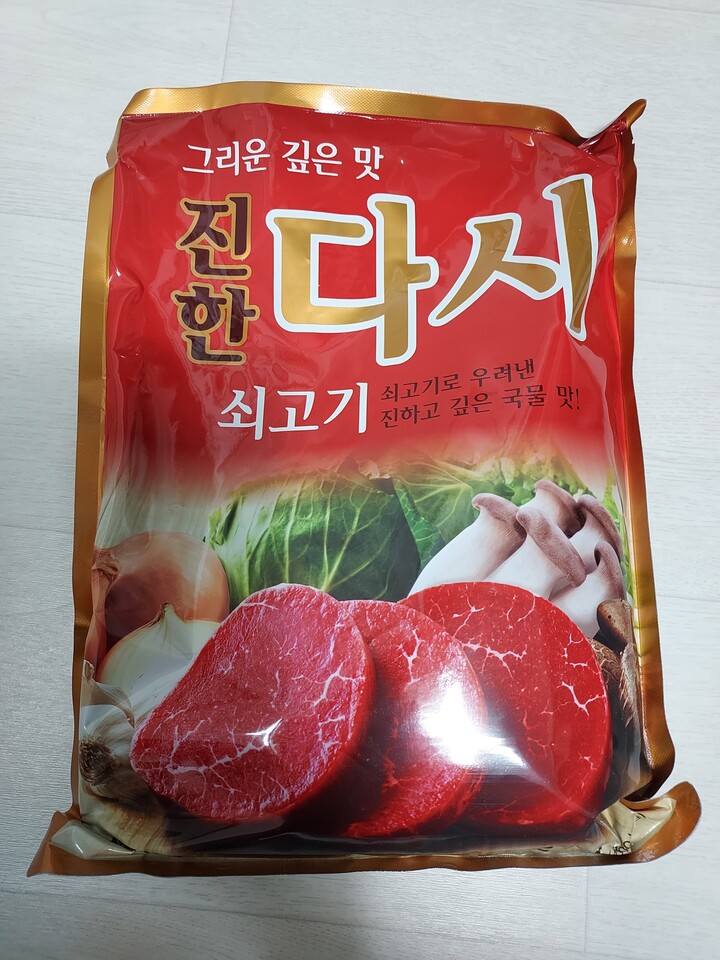 그리운 깊은 맛
진한 다시
쇠고기
쇠고기로 우려낸
진하고 깊은 국물 맛!